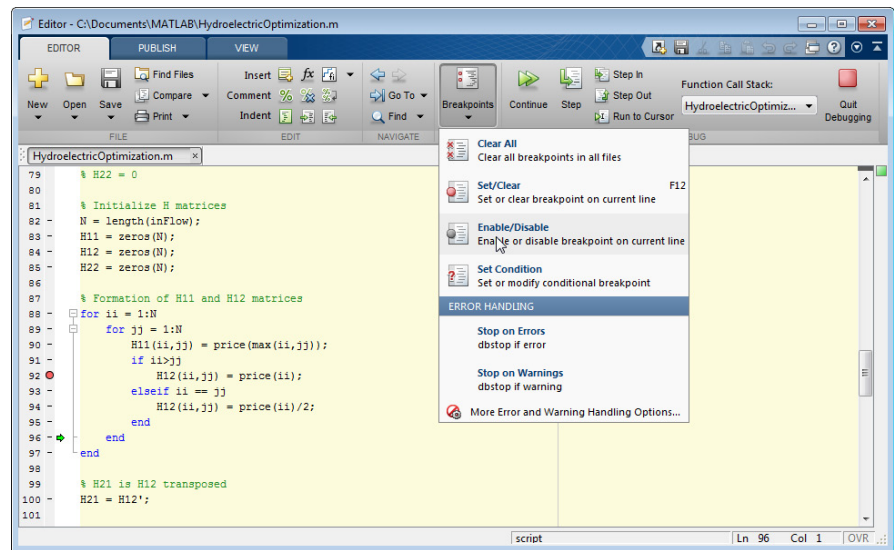 Editor - C:\Documents\MATLAB\HydroelectricOptimization.m
EDITOR PUBLISH VIEW
New Open Save
Find Files
Compare
Print
FILE
Insert fx
Comment %
Indent
EDIT
Go To
Find
NAVIGATE
Breakpoints Continue Step
Step In
Step Out
Run to Cursor
Function Call Stack:
HydroelectricOptimiz...
Quit Debugging
BUG
HydroelectricOptimization.m ×
Clear All
Clear all breakpoints in all files
Set/Clear F12
Set or clear breakpoint on current line
Enable/Disable
Enable or disable breakpoint on current line
Set Condition
Set or modify conditional breakpoint
ERROR HANDLING
Stop on Errors
dbstop if error
Stop on Warnings
dbstop if warning
More Error and Warning Handling Options...
79 % H22 = 0
80
81 % Initialize H matrices
82 - N = length(inFlow);
83 - H11 = zeros(N);
84 - H12 = zeros(N);
85 - H22 = zeros(N);
86
87 % Formation of H11 and H12 matrices
88 - for ii = 1:N
89 - for jj = 1:N
90 - H11(ii,jj) = price(max(ii,jj));
91 - if ii>jj
92 H12(ii,jj) = price(ii);
93 - elseif ii == jj
94 - H12(ii,jj) = price(ii)/2;
95 - end
96 - end
97 - end
98
99 % H21 is H12 transposed
100 - H21 = H12';
101
script Ln 96 Col 1 OVR